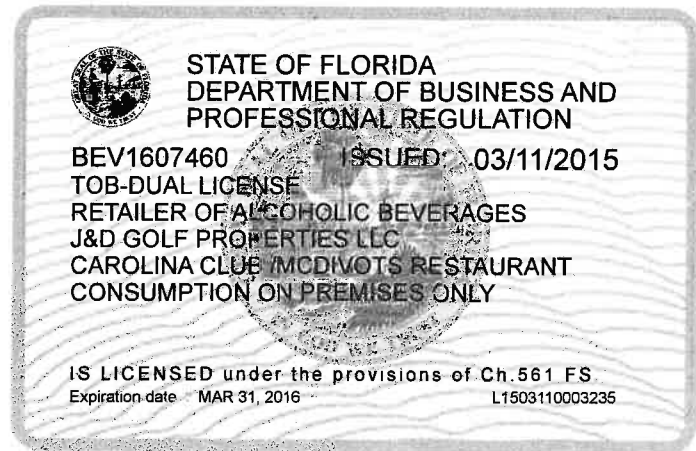 STATE OF FLORIDA
DEPARTMENT OF BUSINESS AND
PROFESSIONAL REGULATION
BEV1607460 ISSUED: 03/11/2015
TOB-DUAL LICENSE
RETAILER OF ALCOHOLIC BEVERAGES
J&D GOLF PROPERTIES LLC
CAROLINA CLUB /MCDIVOTS RESTAURANT
CONSUMPTION ON PREMISES ONLY
IS LICENSED under the provisions of Ch.561 FS
Expiration date MAR 31, 2016 L1503110003235